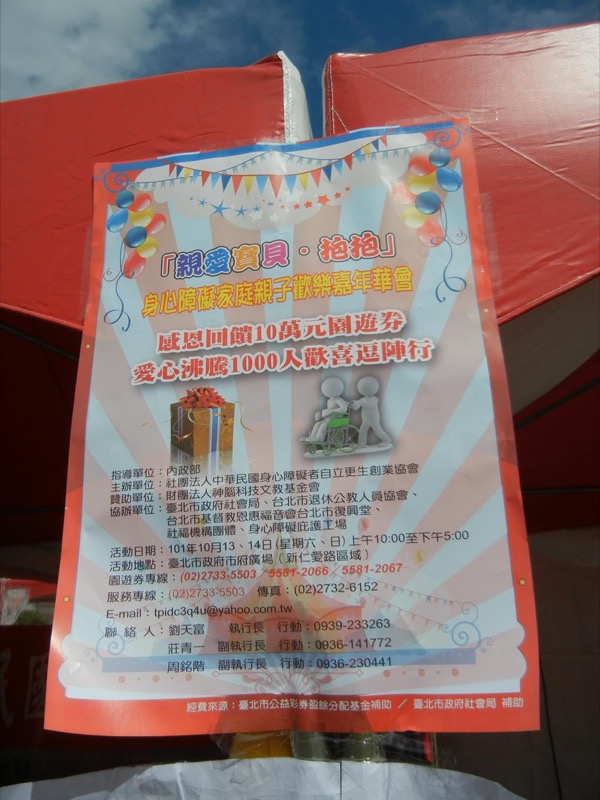 「親愛寶貝‧抱抱」
身心障礙家庭親子歡樂嘉年華會
感恩回饋10萬元園遊券
愛心沸騰1000人歡喜逗陣行
指導單位：內政部
主辦單位：社團法人中華民國身心障礙者自立更生創業協會
贊助單位：財團法人神腦科技文教基金會
協辦單位：臺北市政府社會局、台北市退休公教人員協會、
台北市基督教恩惠福音會台北市復興堂、
社福機構團體、身心障礙庇護工場
活動日期：101年10月13、14日(星期六、日)上午10:00至下午5:00
活動地點：臺北市政府市府廣場（新仁愛路區域）
園遊券專線：(02)2733-5503／5581-2066／5581-2067
服務專線：(02)2733-5503 傳真：(02)2732-6152
E-mail：tpidc3q4u@yahoo.com.tw
聯絡人：劉天富 執行長 行動：0939-233263
莊青一 副執行長 行動：0936-141772
周銘階 副執行長 行動：0936-230441
經費來源：臺北市公益彩券盈餘分配基金補助／臺北市政府社會局 補助